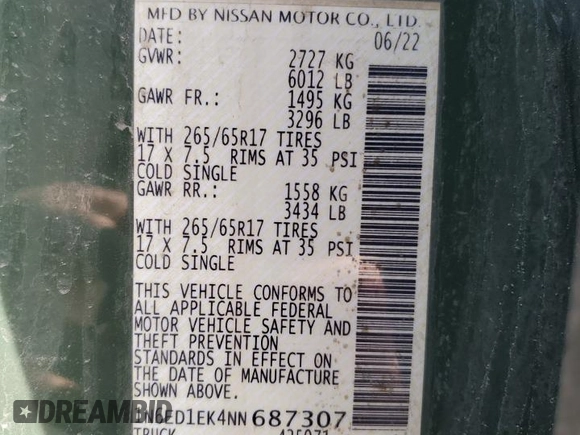 MFD BY NISSAN MOTOR CO., LTD.
DATE: 06/22
GVWR: 2727 KG
6012 LB
GAWR FR.: 1495 KG
3296 LB
WITH 265/65R17 TIRES
17 X 7.5 RIMS AT 35 PSI
COLD SINGLE
GAWR RR.: 1558 KG
3434 LB
WITH 265/65R17 TIRES
17 X 7.5 RIMS AT 35 PSI
COLD SINGLE
THIS VEHICLE CONFORMS TO
ALL APPLICABLE FEDERAL
MOTOR VEHICLE SAFETY AND
THEFT PREVENTION
STANDARDS IN EFFECT ON
THE DATE OF MANUFACTURE
SHOWN ABOVE.
1N6ED1EK4NN687307
TRUCK
DEALERSHIP